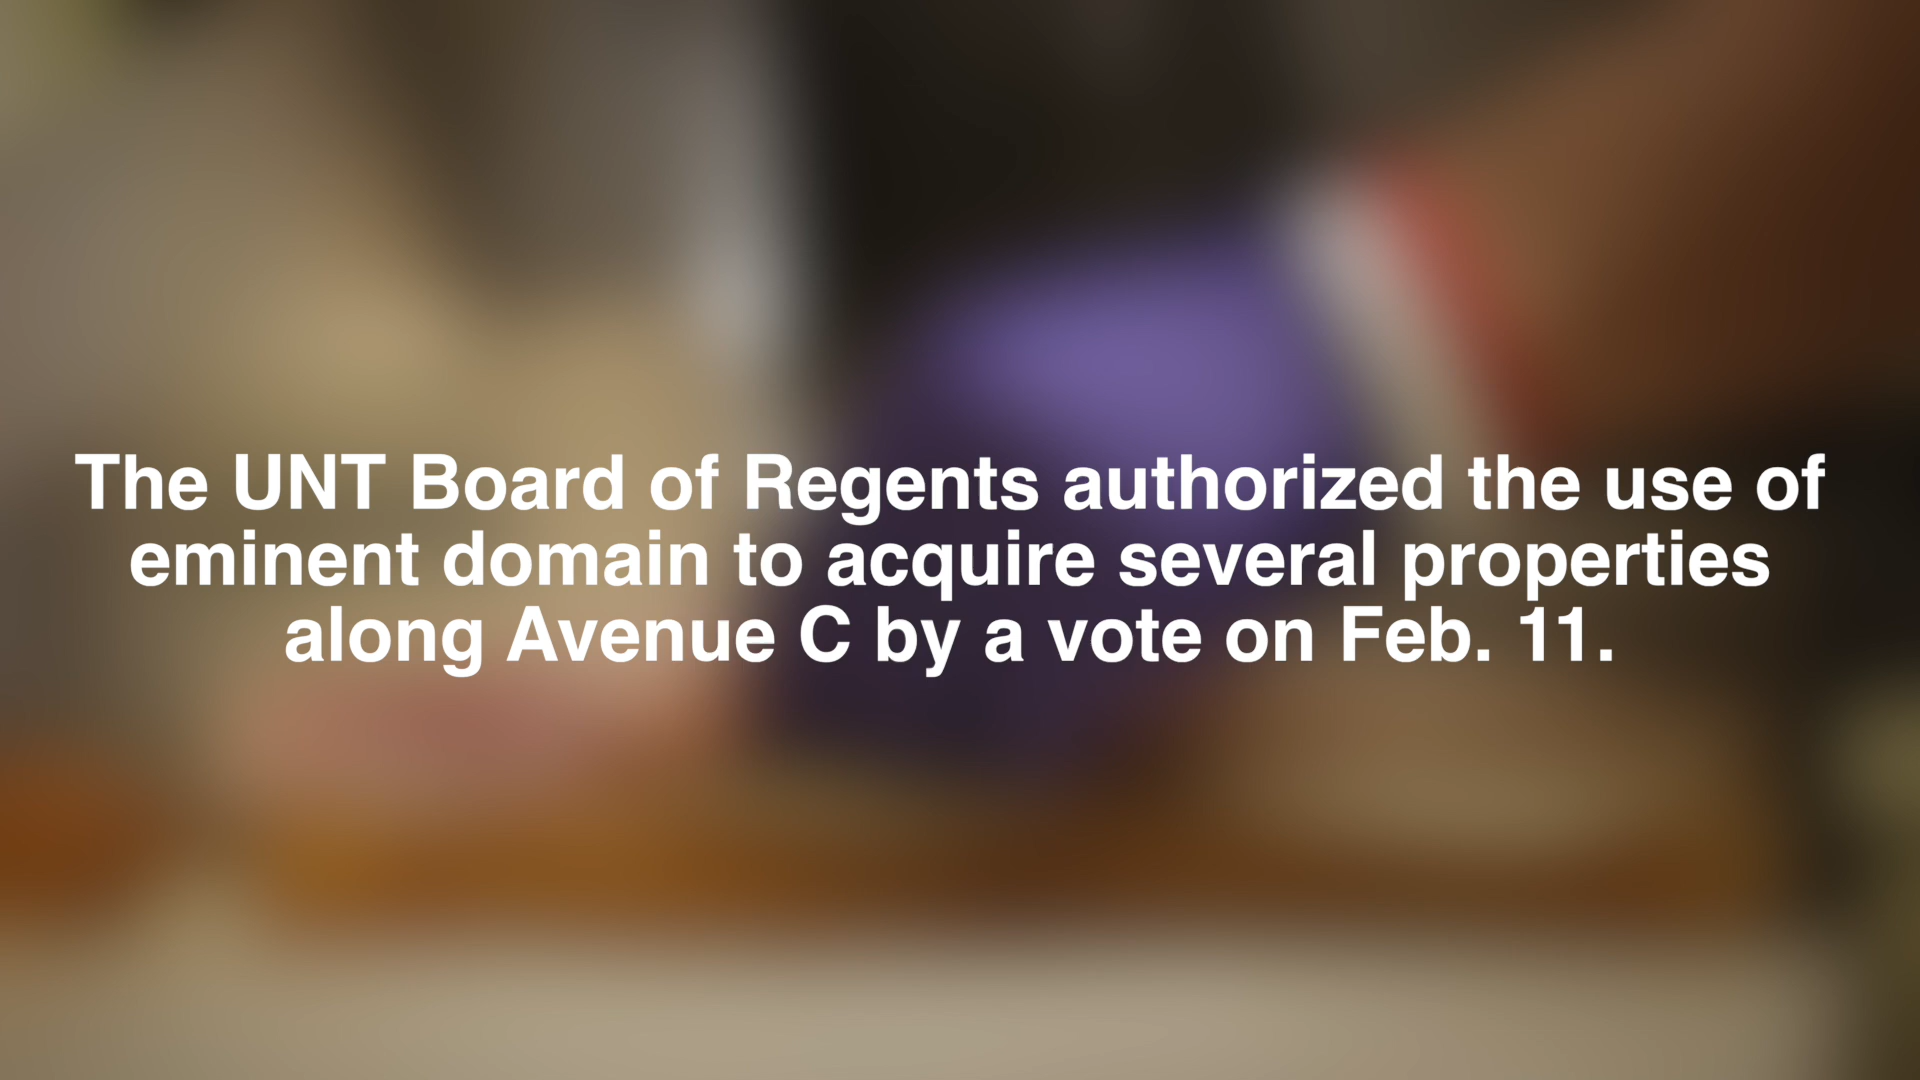 The UNT Board of Regents authorized the use of
eminent domain to acquire several properties
along Avenue C by a vote on Feb. 11.